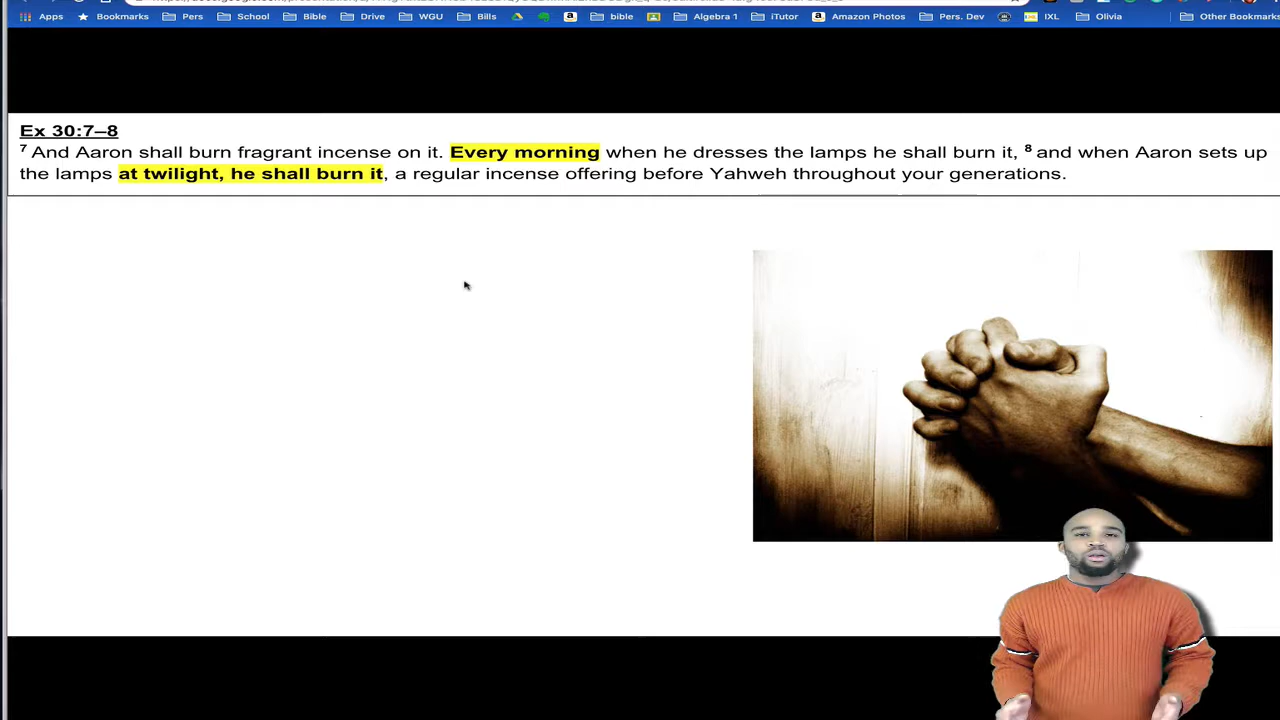 Apps Bookmarks Pers School Bible Drive WGU Bills bible Algebra 1 iTutor Amazon Photos Pers. Dev IXL Olivia Other Bookmarks
Ex 30:7–8
7 And Aaron shall burn fragrant incense on it. Every morning when he dresses the lamps he shall burn it, 8 and when Aaron sets up
the lamps at twilight, he shall burn it, a regular incense offering before Yahweh throughout your generations.